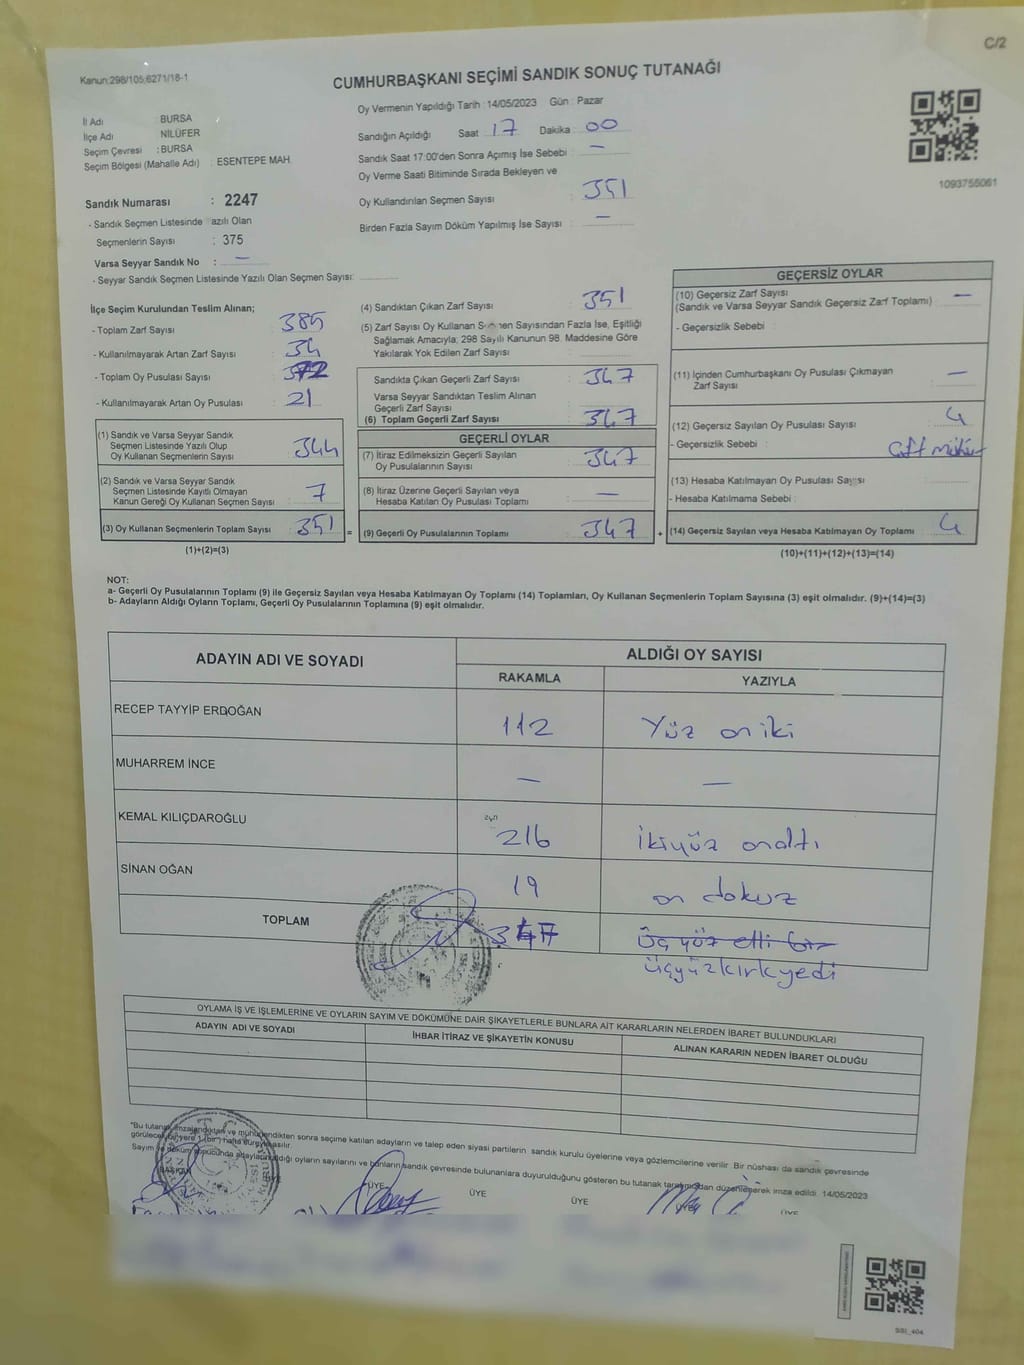 C/2
Kanun:298/105;6271/18-1
CUMHURBAŞKANI SEÇİMİ SANDIK SONUÇ TUTANAĞI
Oy Vermenin Yapıldığı Tarih : 14/05/2023 Gün : Pazar
İl Adı BURSA
İlçe Adı NİLÜFER
Seçim Çevresi : BURSA
Seçim Bölgesi (Mahalle Adı) : ESENTEPE MAH.
Sandığın Açıldığı Saat 17 Dakika 00
Sandık Saat 17:00'den Sonra Açımış İse Sebebi : —
Oy Verme Saati Bitiminde Sırada Bekleyen ve
Oy Kullandırılan Seçmen Sayısı : 351
Birden Fazla Sayım Döküm Yapılmış İse Sayısı : —
1093755061
Sandık Numarası : 2247
- Sandık Seçmen Listesinde azılı Olan
Seçmenlerin Sayısı : 375
Varsa Seyyar Sandık No : —
- Seyyar Sandık Seçmen Listesinde Yazılı Olan Seçmen Sayısı:
İlçe Seçim Kurulundan Teslim Alınan;
- Toplam Zarf Sayısı 385
- Kullanılmayarak Artan Zarf Sayısı : 34
- Toplam Oy Pusulası Sayısı 372
- Kullanılmayarak Artan Oy Pusulası : 21
(4) Sandıktan Çıkan Zarf Sayısı : 351
(5) Zarf Sayısı Oy Kullanan Seçmen Sayısından Fazla İse, Eşitliği
Sağlamak Amacıyla; 298 Sayılı Kanunun 98. Maddesine Göre
Yakılarak Yok Edilen Zarf Sayısı :
Sandıkta Çıkan Geçerli Zarf Sayısı : 347
Varsa Seyyar Sandıktan Teslim Alınan
Geçerli Zarf Sayısı
(6) Toplam Geçerli Zarf Sayısı : 347
(1) Sandık ve Varsa Seyyar Sandık
Seçmen Listesinde Yazılı Olup
Oy Kullanan Seçmenlerin Sayısı : 344
(2) Sandık ve Varsa Seyyar Sandık
Seçmen Listesinde Kayıtlı Olmayan
Kanun Gereği Oy Kullanan Seçmen Sayısı : 7
(3) Oy Kullanan Seçmenlerin Toplam Sayısı : 351 =
(1)+(2)=(3)
GEÇERLİ OYLAR
(7) İtiraz Edilmeksizin Geçerli Sayılan
Oy Pusulalarının Sayısı : 347
(8) İtiraz Üzerine Geçerli Sayılan veya
Hesaba Katılan Oy Pusulası Toplamı : —
(9) Geçerli Oy Pusulalarının Toplamı : 347 +
GEÇERSİZ OYLAR
(10) Geçersiz Zarf Sayısı
(Sandık ve Varsa Seyyar Sandık Geçersiz Zarf Toplamı) : —
- Geçersizlik Sebebi :
(11) İçinden Cumhurbaşkanı Oy Pusulası Çıkmayan
Zarf Sayısı : —
(12) Geçersiz Sayılan Oy Pusulası Sayısı : 4
- Geçersizlik Sebebi : çift mühür
(13) Hesaba Katılmayan Oy Pusulası Sayısı :
- Hesaba Katılmama Sebebi :
(14) Geçersiz Sayılan veya Hesaba Katılmayan Oy Toplamı : 4
(10)+(11)+(12)+(13)=(14)
NOT:
a- Geçerli Oy Pusulalarının Toplamı (9) ile Geçersiz Sayılan veya Hesaba Katılmayan Oy Toplamı (14) Toplamları, Oy Kullanan Seçmenlerin Toplam Sayısına (3) eşit olmalıdır. (9)+(14)=(3)
b- Adayların Aldığı Oyların Toplamı, Geçerli Oy Pusulalarının Toplamına (9) eşit olmalıdır.
ADAYIN ADI VE SOYADI ALDIĞI OY SAYISI
RAKAMLA YAZIYLA
RECEP TAYYİP ERDOĞAN 112 Yüz oniki
MUHARREM İNCE — —
KEMAL KILIÇDAROĞLU 216 ikiyüz onaltı
SİNAN OĞAN 19 on dokuz
TOPLAM 347 üç yüz elli bir
üçyüzkırkyedi
OYLAMA İŞ VE İŞLEMLERİNE VE OYLARIN SAYIM VE DÖKÜMÜNE DAİR ŞİKAYETLERLE BUNLARA AİT KARARLARIN NELERDEN İBARET BULUNDUKLARI
ADAYIN ADI VE SOYADI İHBAR İTİRAZ VE ŞİKAYETİN KONUSU ALINAN KARARIN NEDEN İBARET OLDUĞU
"Bu tutanak imzalandıktan ve mühürlendikten sonra seçime katılan adayların ve talep eden siyasi partilerin sandık kurulu üyelerine veya gözlemcilerine verilir. Bir nüshası da sandık çevresinde
görülecek bir yere 1 (bir) hafta süreyle asılır.
Sayım ve döküm sonucunda adayların aldığı oyların sayılarını ve bunların sandık çevresinde bulunanlara duyurulduğunu gösteren bu tutanak tarafımızdan düzenlenerek imza edildi. 14/05/2023
BAŞKAN ÜYE ÜYE ÜYE ÜYE ÜYE
SSI_404